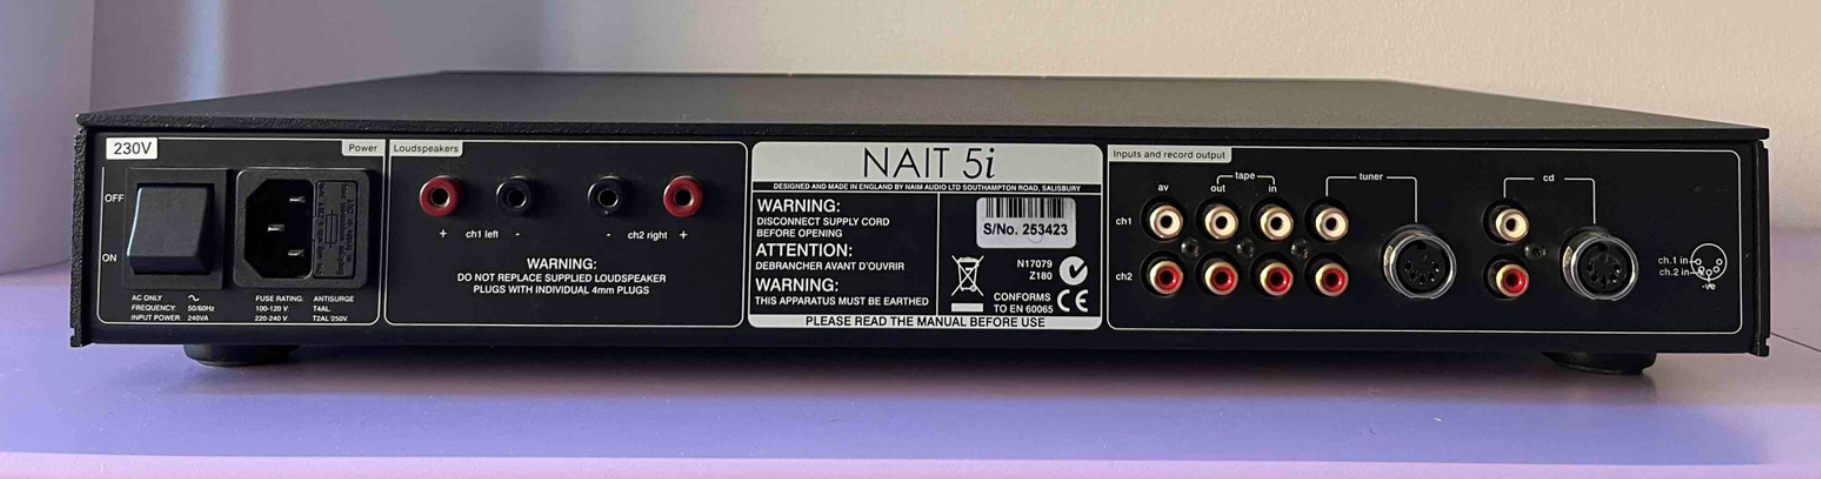 230V
Power
OFF
ON
AC ONLY
FREQUENCY: 50/60Hz
INPUT POWER: 240VA
FUSE RATING: ANTISURGE
100-120 V: T4AL
220-240 V: T2AL/250V
Loudspeakers
+ ch1 left -
- ch2 right +
WARNING:
DO NOT REPLACE SUPPLIED LOUDSPEAKER
PLUGS WITH INDIVIDUAL 4mm PLUGS
NAIT 5i
DESIGNED AND MADE IN ENGLAND BY NAIM AUDIO LTD SOUTHAMPTON ROAD, SALISBURY
WARNING:
DISCONNECT SUPPLY CORD
BEFORE OPENING
ATTENTION:
DEBRANCHER AVANT D'OUVRIR
WARNING:
THIS APPARATUS MUST BE EARTHED
S/No. 253423
N17079
Z180
CONFORMS
TO EN 60065
CE
PLEASE READ THE MANUAL BEFORE USE
Inputs and record output
av
tape
out in
tuner
cd
ch1
ch2
ch.1 in
ch.2 in
-ve